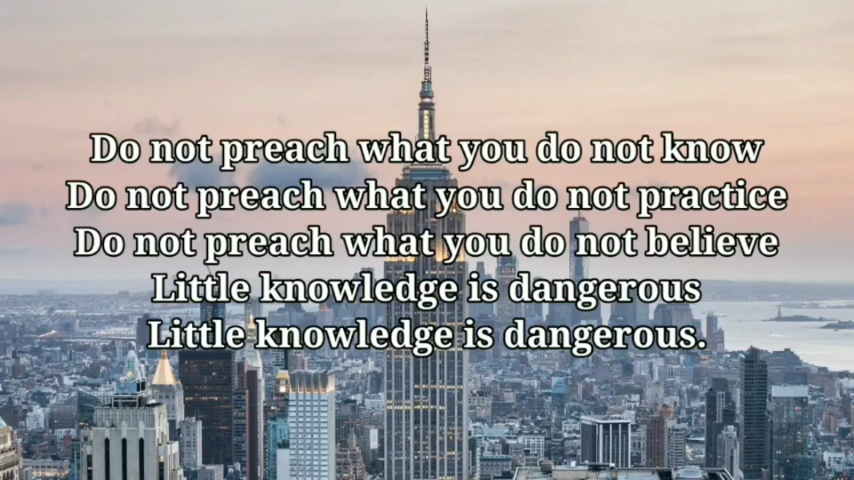 Do not preach what you do not know
Do not preach what you do not practice
Do not preach what you do not believe
Little knowledge is dangerous
Little knowledge is dangerous.